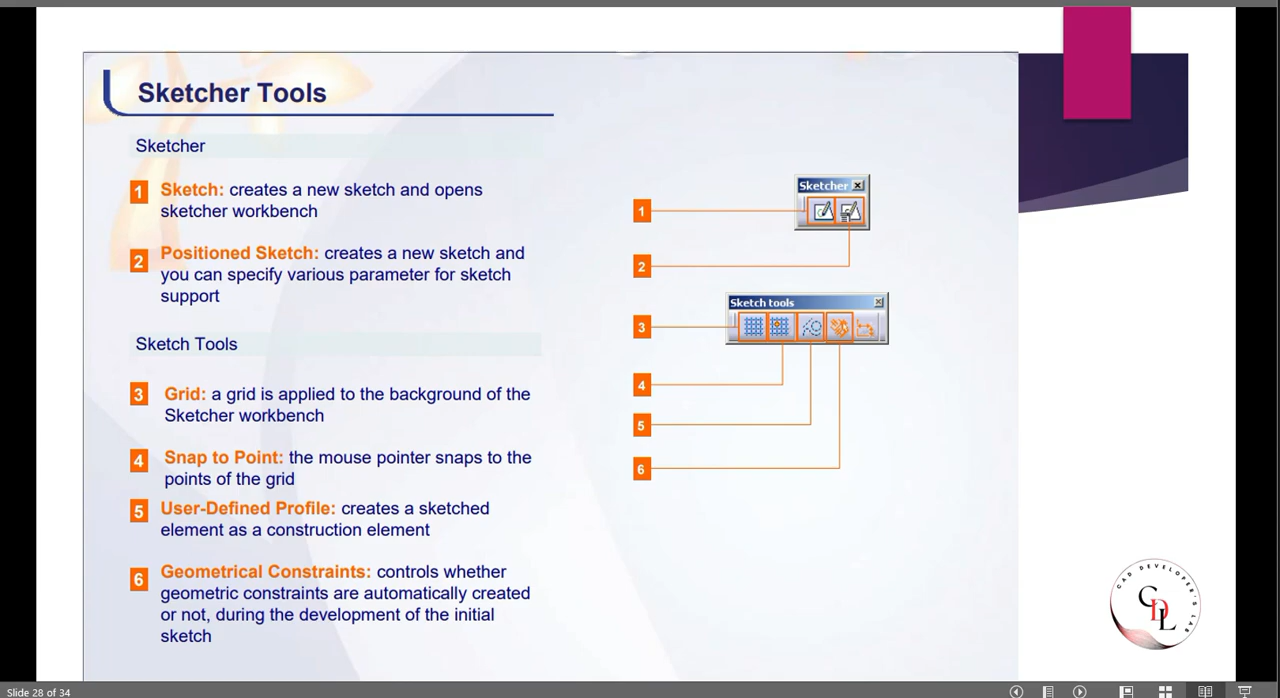 Sketcher Tools
Sketcher
1 Sketch: creates a new sketch and opens
sketcher workbench
2 Positioned Sketch: creates a new sketch and
you can specify various parameter for sketch
support
Sketch Tools
3 Grid: a grid is applied to the background of the
Sketcher workbench
4 Snap to Point: the mouse pointer snaps to the
points of the grid
5 User-Defined Profile: creates a sketched
element as a construction element
6 Geometrical Constraints: controls whether
geometric constraints are automatically created
or not, during the development of the initial
sketch
Sketcher
1
2
Sketch tools
3
4
5
6
CAD DEVELOPER'S LAB
CDL
Slide 28 of 34